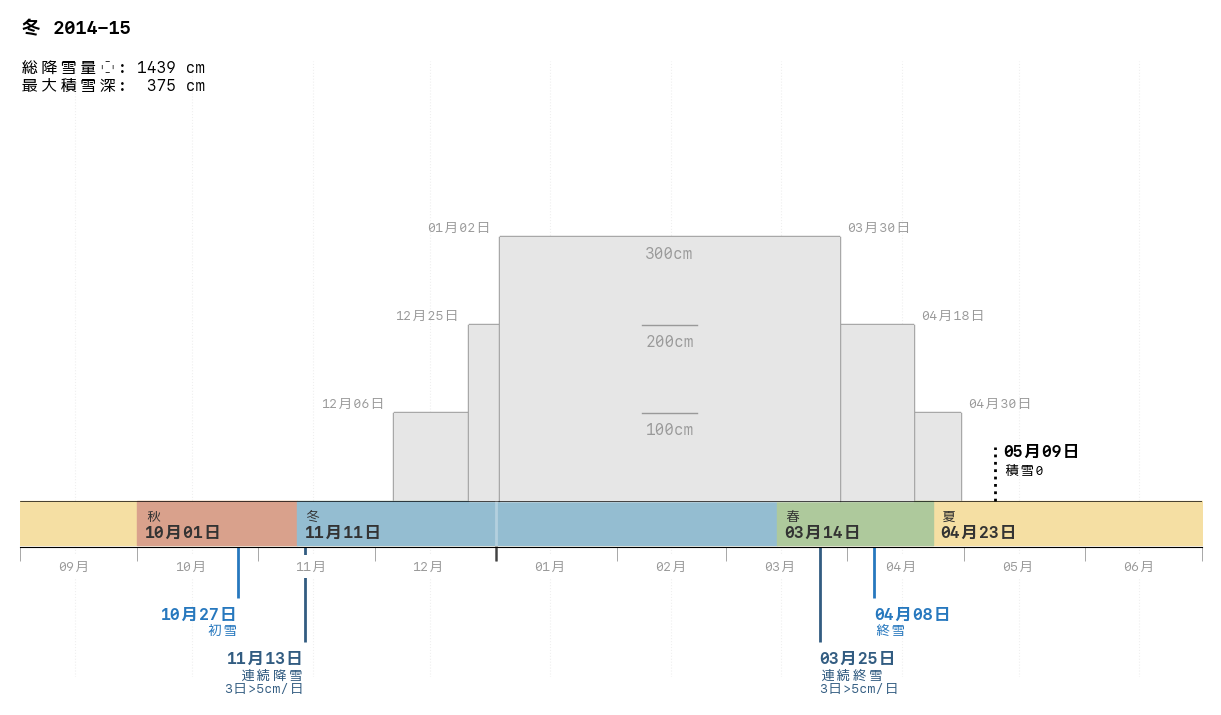 冬 2014–15
総降雪量◌: 1439 cm
最大積雪深: 375 cm
01月02日
03月30日
300cm
12月25日
04月18日
200cm
12月06日
04月30日
100cm
05月09日
積雪0
秋
10月01日
冬
11月11日
春
03月14日
夏
04月23日
09月
10月
11月
12月
01月
02月
03月
04月
05月
06月
10月27日
初雪
04月08日
終雪
11月13日
連続降雪
3日>5cm/日
03月25日
連続終雪
3日>5cm/日